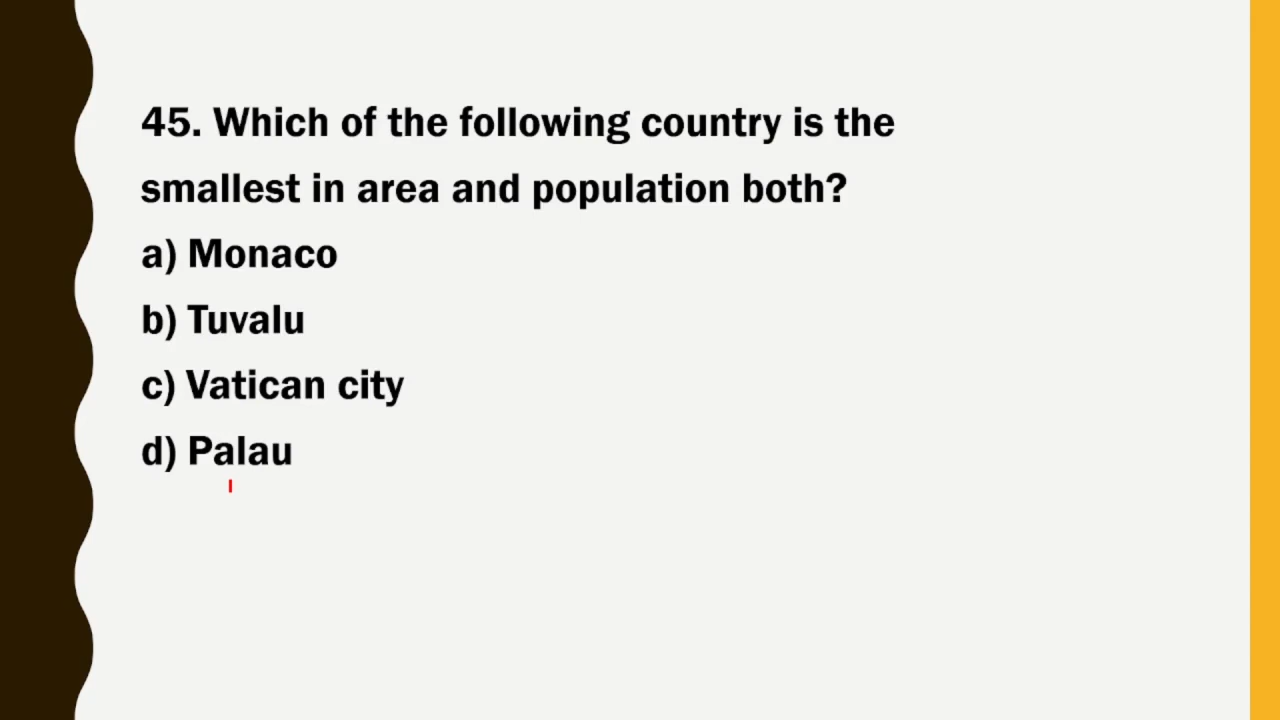 45. Which of the following country is the
smallest in area and population both?
a) Monaco
b) Tuvalu
c) Vatican city
d) Palau